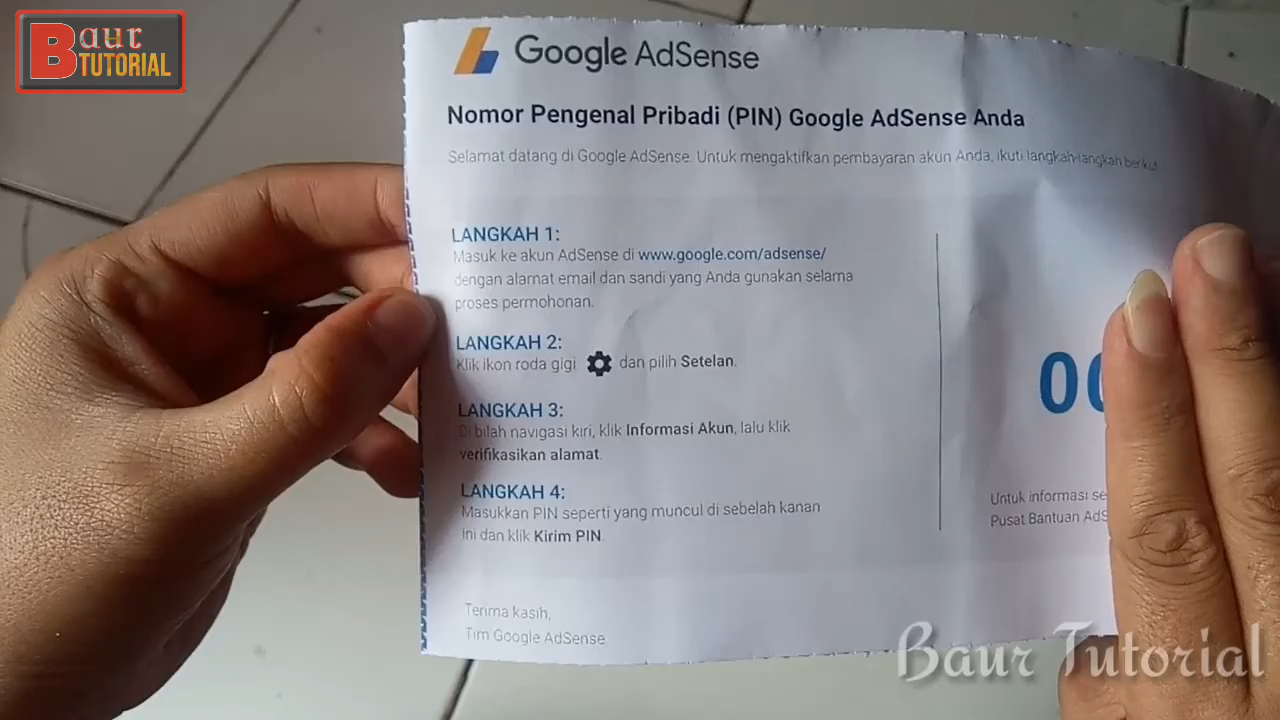 Baur
TUTORIAL
Google AdSense
Nomor Pengenal Pribadi (PIN) Google AdSense Anda
Selamat datang di Google AdSense. Untuk mengaktifkan pembayaran akun Anda, ikuti langkah-langkah
LANGKAH 1:
Masuk ke akun AdSense di www.google.com/adsense/
dengan alamat email dan sandi yang Anda gunakan selama
proses permohonan.
LANGKAH 2:
Klik ikon roda gigi dan pilih Setelan.
LANGKAH 3:
Di bilah navigasi kiri, klik Informasi Akun, lalu klik
verifikasikan alamat.
LANGKAH 4:
Masukkan PIN seperti yang muncul di sebelah kanan
ini dan klik Kirim PIN.
Untuk informasi
Pusat Bantuan
Terima kasih,
Tim Google AdSense
Baur Tutorial